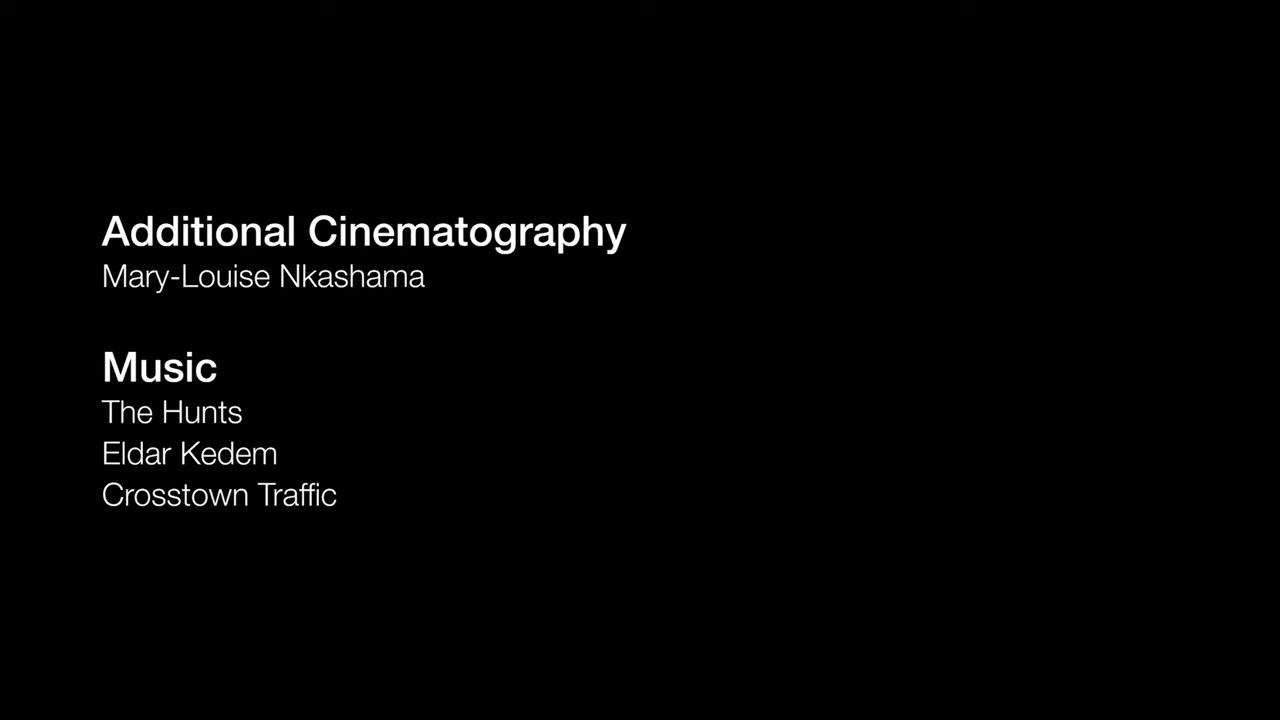 Additional Cinematography
Mary-Louise Nkashama
Music
The Hunts
Eldar Kedem
Crosstown Traffic